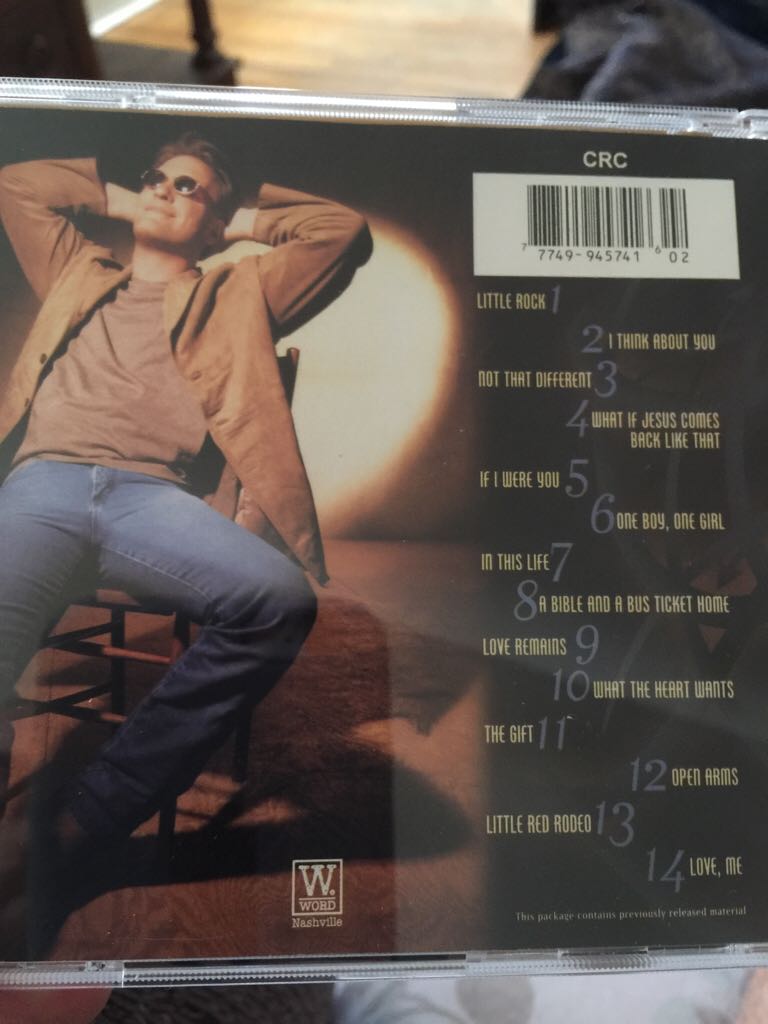 CRC
7 7749-945741 6 02
LITTLE ROCK 1
2 I THINK ABOUT YOU
NOT THAT DIFFERENT 3
4 WHAT IF JESUS COMES
BACK LIKE THAT
IF I WERE YOU 5
6 ONE BOY, ONE GIRL
IN THIS LIFE 7
8 A BIBLE AND A BUS TICKET HOME
LOVE REMAINS 9
10 WHAT THE HEART WANTS
THE GIFT 11
12 OPEN ARMS
LITTLE RED RODEO 13
14 LOVE, ME
W.
WORD
Nashville
This package contains previously released material